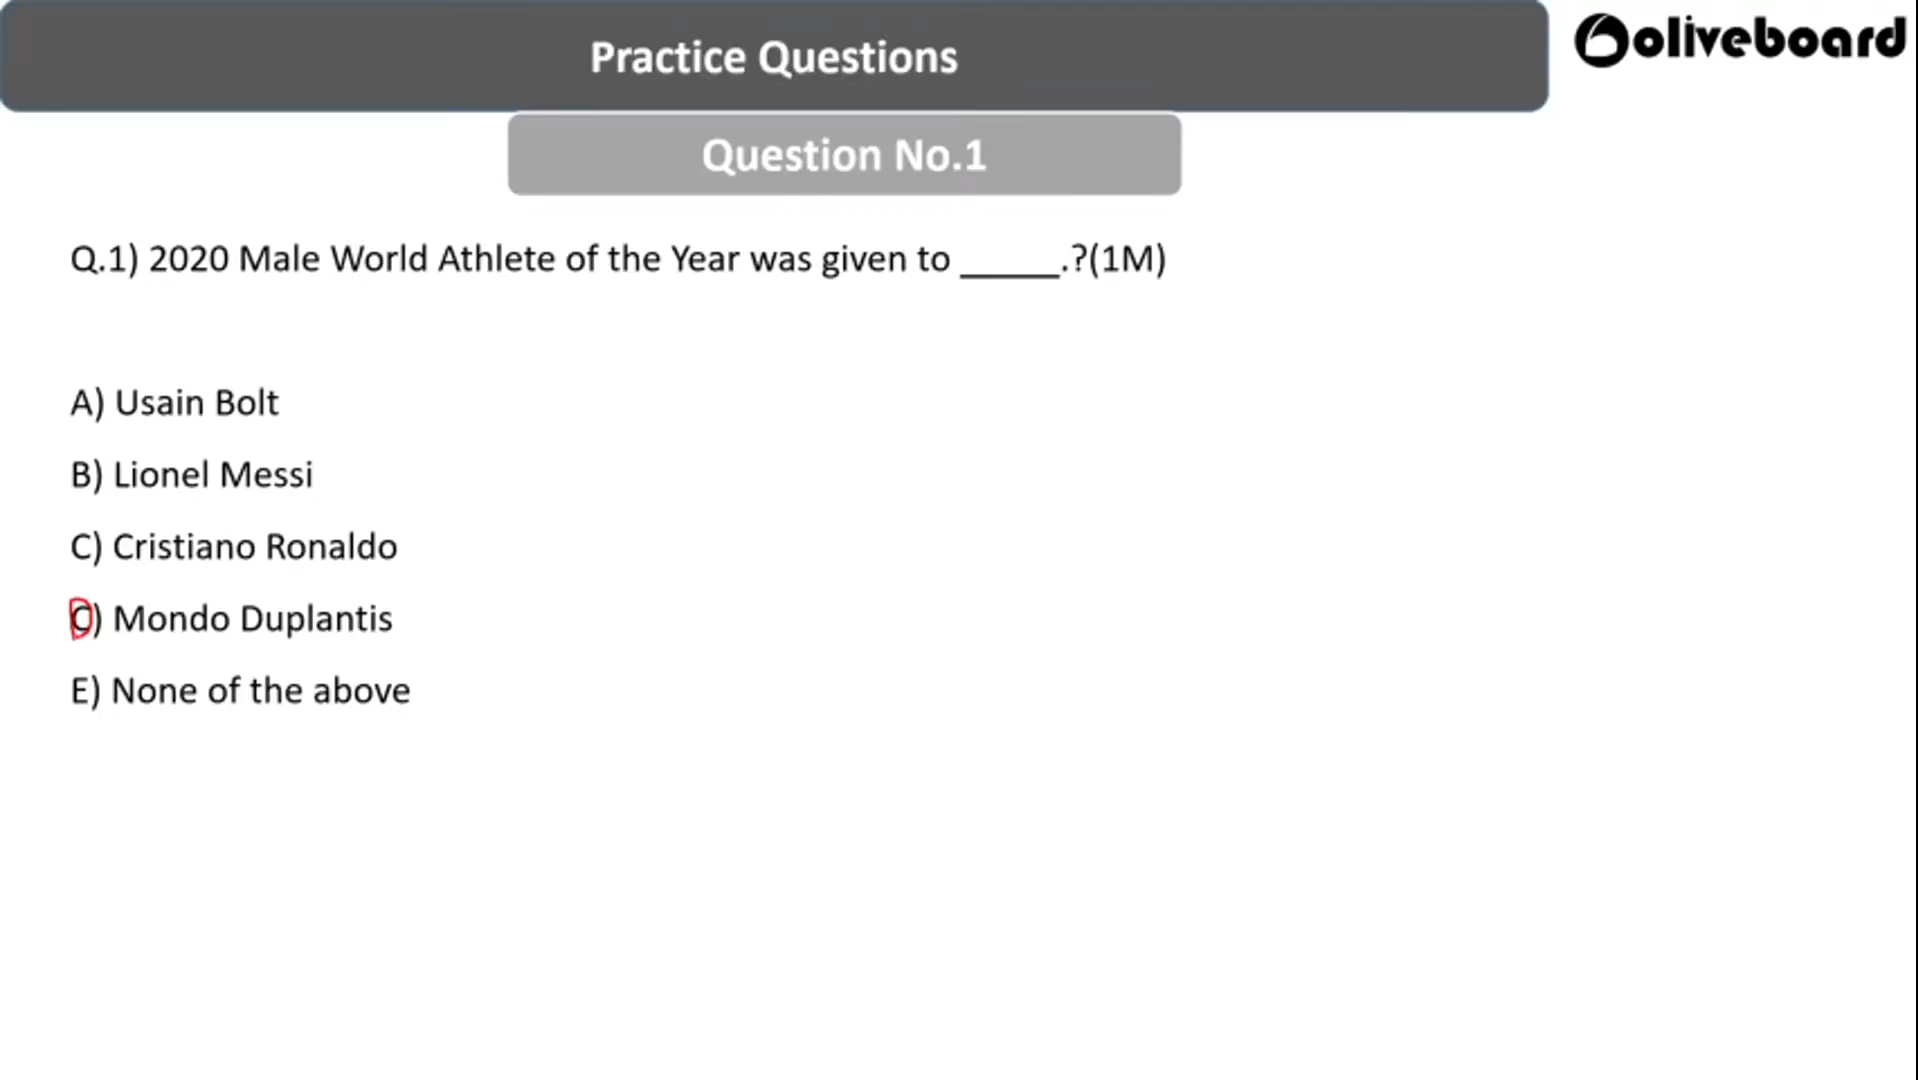 Practice Questions
oliveboard
Question No.1
Q.1) 2020 Male World Athlete of the Year was given to _____.?(1M)
A) Usain Bolt
B) Lionel Messi
C) Cristiano Ronaldo
D) Mondo Duplantis
E) None of the above